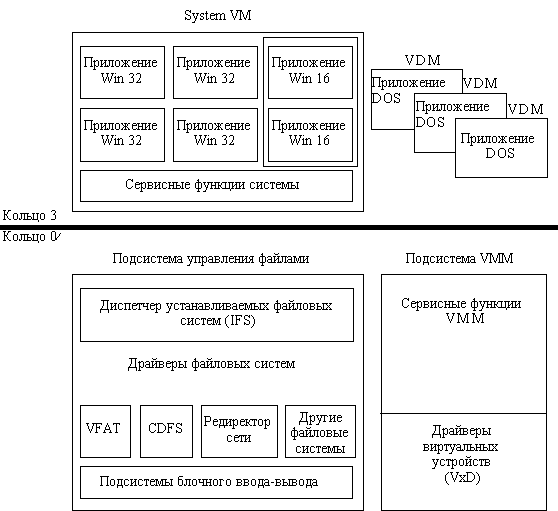 System VM
Приложение
Win 32
Приложение
Win 32
Приложение
Win 16
Приложение
Win 32
Приложение
Win 32
Приложение
Win 16
Сервисные функции системы
VDM
Приложение
DOS
VDM
Приложение
DOS
VDM
Приложение
DOS
Кольцо 3
Кольцо 0
Подсистема управления файлами
Диспетчер устанавливаемых файловых
систем (IFS)
Драйверы файловых систем
VFAT
CDFS
Редиректор
сети
Другие
файловые
системы
Подсистемы блочного ввода-вывода
Подсистема VMM
Сервисные функции
VMM
Драйверы
виртуальных
устройств
(VxD)